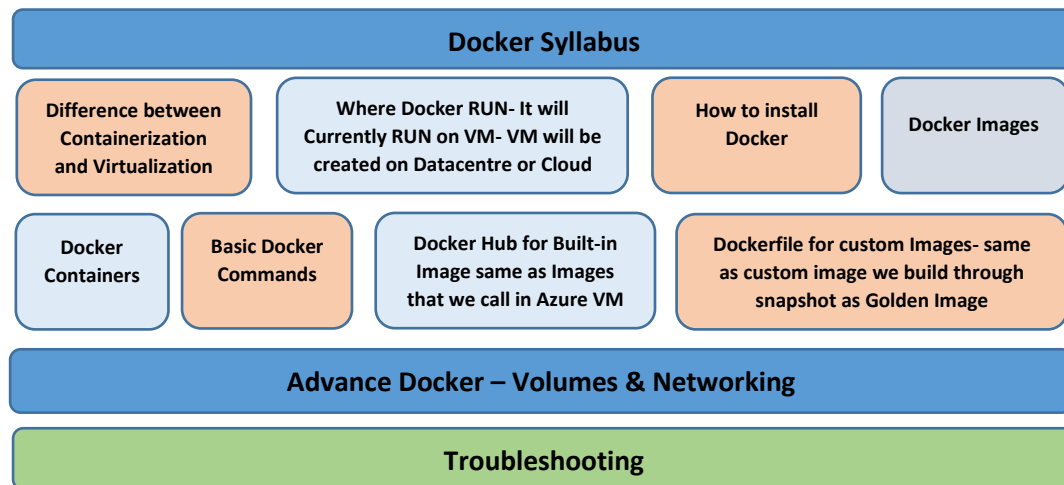 Docker Syllabus
Difference between
Containerization
and Virtualization
Where Docker RUN- It will
Currently RUN on VM- VM will be
created on Datacentre or Cloud
How to install
Docker
Docker Images
Docker
Containers
Basic Docker
Commands
Docker Hub for Built-in
Image same as Images
that we call in Azure VM
Dockerfile for custom Images- same
as custom image we build through
snapshot as Golden Image
Advance Docker – Volumes & Networking
Troubleshooting